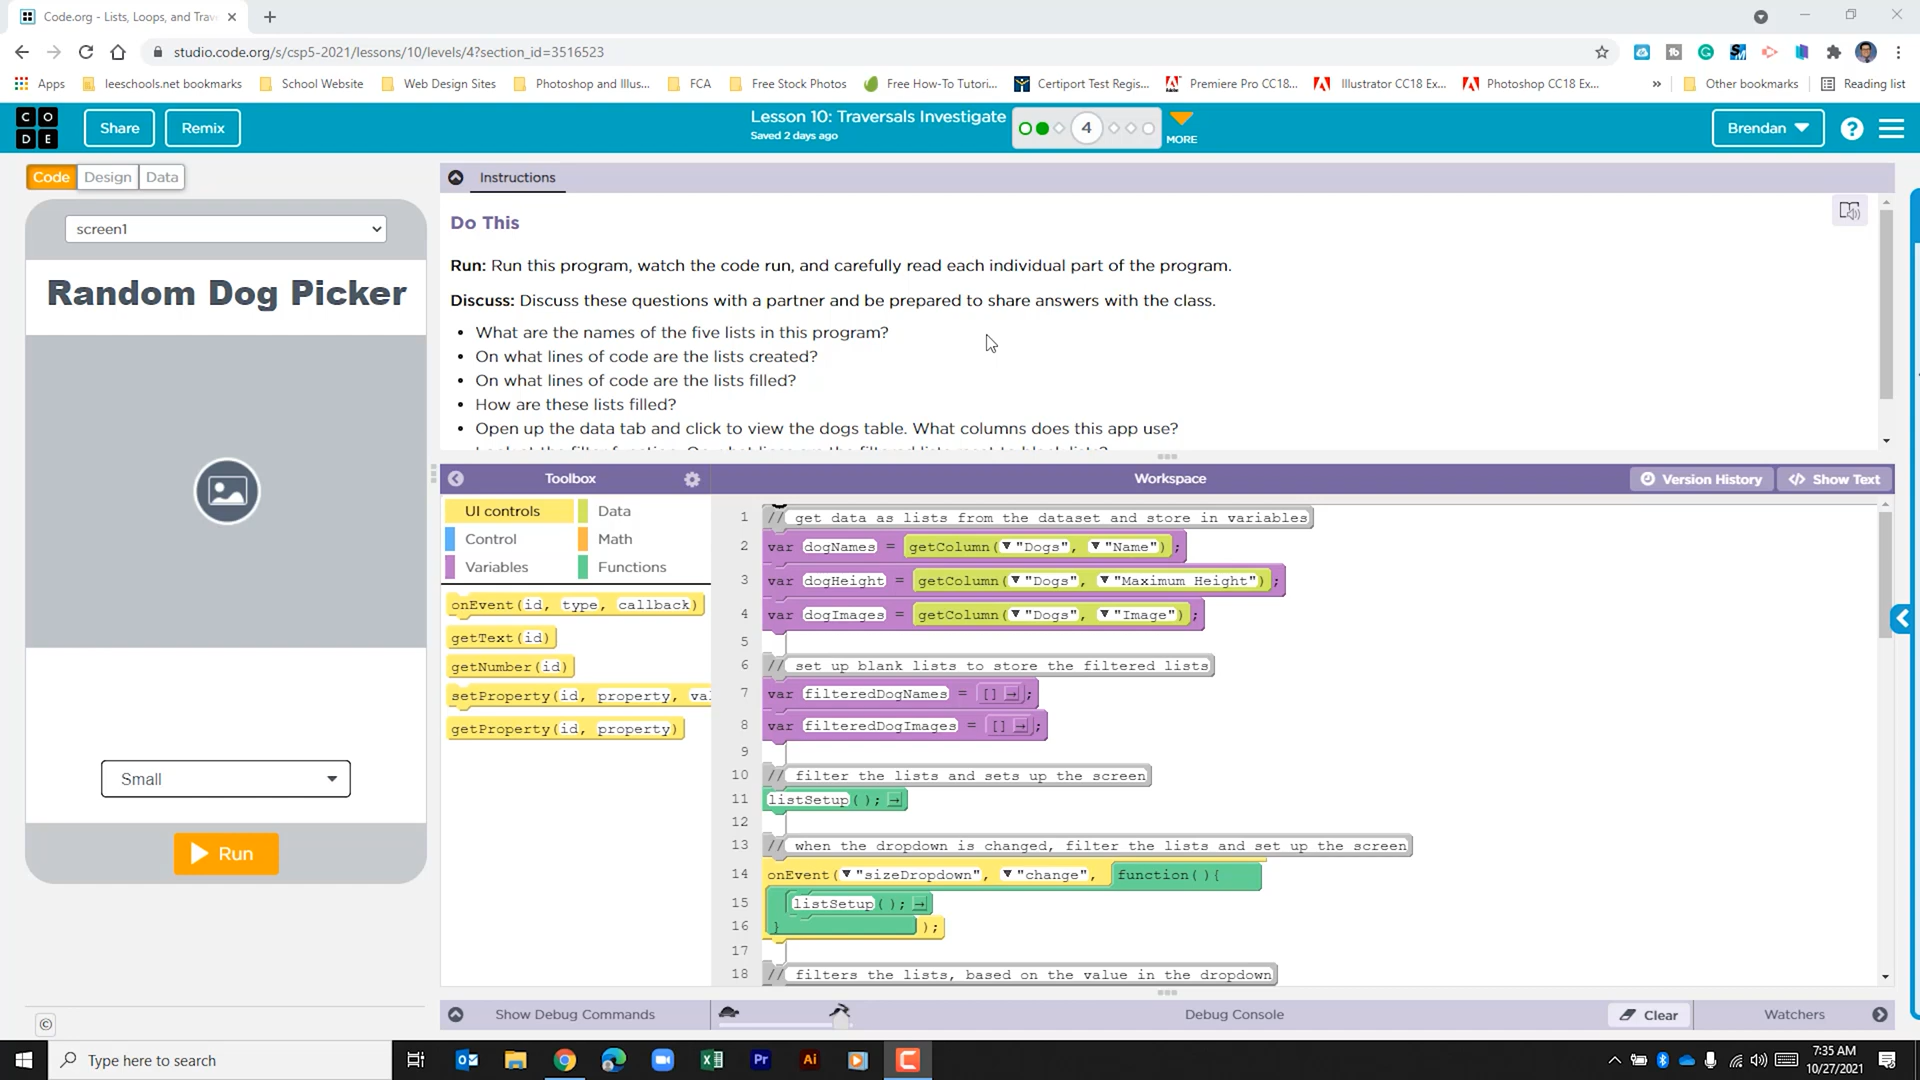 Code.org - Lists, Loops, and Trav
studio.code.org/s/csp5-2021/lessons/10/levels/4?section_id=3516523
Apps leeschools.net bookmarks School Website Web Design Sites Photoshop and Illus... FCA Free Stock Photos Free How-To Tutori... Certiport Test Regis... Premiere Pro CC18... Illustrator CC18 Ex... Photoshop CC18 Ex... » Other bookmarks Reading list
C O D E
Share Remix
Lesson 10: Traversals Investigate
Saved 2 days ago
4
MORE
Brendan
Code Design Data
Instructions
screen1
Random Dog Picker
Small
Run
Do This
Run: Run this program, watch the code run, and carefully read each individual part of the program.
Discuss: Discuss these questions with a partner and be prepared to share answers with the class.
• What are the names of the five lists in this program?
• On what lines of code are the lists created?
• On what lines of code are the lists filled?
• How are these lists filled?
• Open up the data tab and click to view the dogs table. What columns does this app use?
Toolbox
UI controls Data
Control Math
Variables Functions
onEvent(id, type, callback)
getText(id)
getNumber(id)
setProperty(id, property, val
getProperty(id, property)
Workspace Version History </> Show Text
1 // get data as lists from the dataset and store in variables
2 var dogNames = getColumn("Dogs", "Name");
3 var dogHeight = getColumn("Dogs", "Maximum Height");
4 var dogImages = getColumn("Dogs", "Image");
5
6 // set up blank lists to store the filtered lists
7 var filteredDogNames = [];
8 var filteredDogImages = [];
9
10 // filter the lists and sets up the screen
11 listSetup();
12
13 // when the dropdown is changed, filter the lists and set up the screen
14 onEvent("sizeDropdown", "change", function(){
15 listSetup();
16 });
17
18 // filters the lists, based on the value in the dropdown
Show Debug Commands Debug Console Clear Watchers
©
Type here to search
7:35 AM
10/27/2021